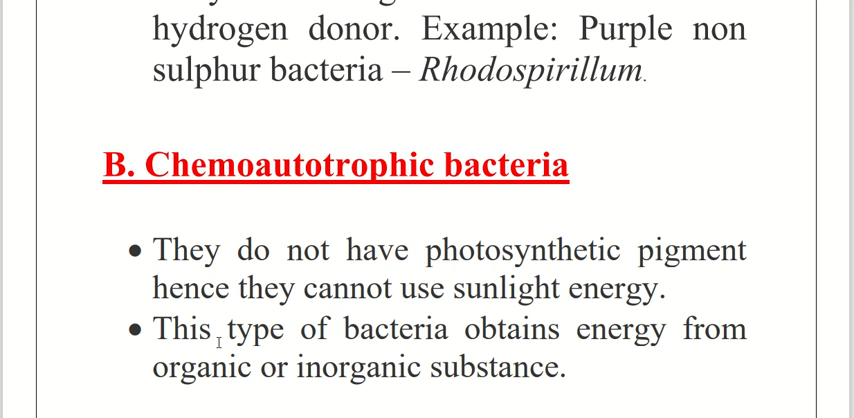 hydrogen donor. Example: Purple non
sulphur bacteria – Rhodospirillum.
B. Chemoautotrophic bacteria
• They do not have photosynthetic pigment
hence they cannot use sunlight energy.
• This type of bacteria obtains energy from
organic or inorganic substance.